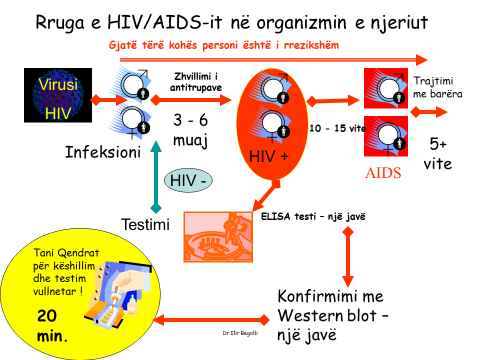 Rruga e HIV/AIDS-it në organizmin e njeriut
Gjatë tërë kohës personi është i rrezikshëm
Virusi
HIV
Infeksioni
Zhvillimi i
antitrupave
3 - 6
muaj
HIV +
10 - 15 vite
AIDS
Trajtimi
me barëra
5+
vite
HIV -
Testimi
ELISA testi – një javë
Tani Qendrat
për këshillim
dhe testim
vullnetar !
20
min.
Konfirmimi me
Western blot –
një javë
Dr Ilir Begolli